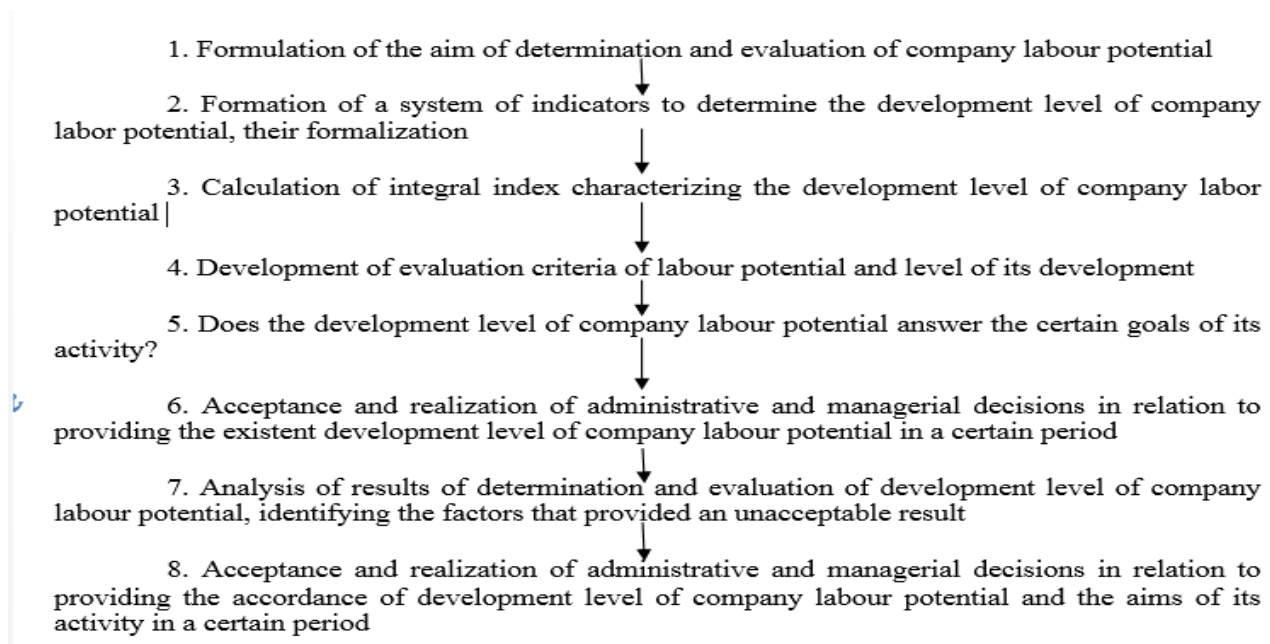 1. Formulation of the aim of determination and evaluation of company labour potential
2. Formation of a system of indicators to determine the development level of company
labor potential, their formalization
3. Calculation of integral index characterizing the development level of company labor
potential
4. Development of evaluation criteria of labour potential and level of its development
5. Does the development level of company labour potential answer the certain goals of its
activity?
6. Acceptance and realization of administrative and managerial decisions in relation to
providing the existent development level of company labour potential in a certain period
7. Analysis of results of determination and evaluation of development level of company
labour potential, identifying the factors that provided an unacceptable result
8. Acceptance and realization of administrative and managerial decisions in relation to
providing the accordance of development level of company labour potential and the aims of its
activity in a certain period